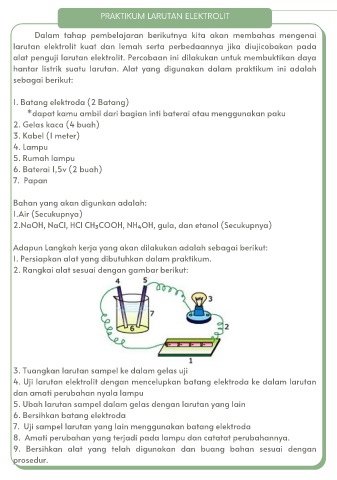 PRAKTIKUM LARUTAN ELEKTROLIT
Dalam tahap pembelajaran berikutnya kita akan membahas mengenai
larutan elektrolit kuat dan lemah serta perbedaannya jika diujicobakan pada
alat penguji larutan elektrolit. Percobaan ini dilakukan untuk membuktikan daya
hantar listrik suatu larutan. Alat yang digunakan dalam praktikum ini adalah
sebagai berikut:
1. Batang elektroda (2 Batang)
*dapat kamu ambil dari bagian inti baterai atau menggunakan paku
2. Gelas kaca (4 buah)
3. Kabel (1 meter)
4. Lampu
5. Rumah lampu
6. Baterai 1,5v (2 buah)
7. Papan
Bahan yang akan digunkan adalah:
1.Air (Secukupnya)
2.NaOH, NaCl, HCl CH₃COOH, NH₄OH, gula, dan etanol (Secukupnya)
Adapun Langkah kerja yang akan dilakukan adalah sebagai berikut:
1. Persiapkan alat yang dibutuhkan dalam praktikum.
2. Rangkai alat sesuai dengan gambar berikut:
4 5
3
7
2
6
1
3. Tuangkan larutan sampel ke dalam gelas uji
4. Uji larutan elektrolit dengan mencelupkan batang elektroda ke dalam larutan
dan amati perubahan nyala lampu
5. Ubah larutan sampel dalam gelas dengan larutan yang lain
6. Bersihkan batang elektroda
7. Uji sampel larutan yang lain menggunakan batang elektroda
8. Amati perubahan yang terjadi pada lampu dan catatat perubahannya.
9. Bersihkan alat yang telah digunakan dan buang bahan sesuai dengan
prosedur.